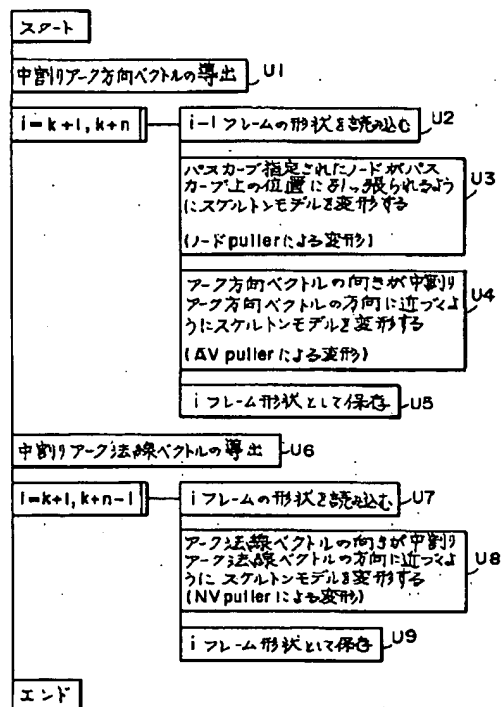 スタート
中割りアーク方向ベクトルの導出 U1
i=k+1, k+n
i-1フレームの形状を読み込む U2
パスカーブ指定されたノードがパス
カーブ上の位置に引っ張られるよう
にスケルトンモデルを変形する
(ノードpullerによる変形)
U3
アーク方向ベクトルの向きが中割り
アーク方向ベクトルの方向に近づくよ
うにスケルトンモデルを変形する
(AV pullerによる変形)
U4
iフレーム形状として保存 U5
中割りアーク法線ベクトルの導出 U6
i=k+1, k+n-1
iフレームの形状を読み込む U7
アーク法線ベクトルの向きが中割り
アーク法線ベクトルの方向に近づくよ
うにスケルトンモデルを変形する
(NV pullerによる変形)
U8
iフレーム形状として保存 U9
エンド